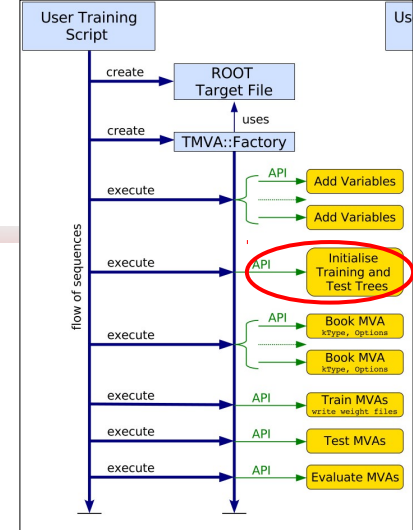 User Training
Script
Us
create
ROOT
Target File
uses
create
TMVA::Factory
execute
API
Add Variables
Add Variables
flow of sequences
execute
API
Initialise
Training and
Test Trees
execute
API
Book MVA
kType, Options
Book MVA
kType, Options
execute
API
Train MVAs
write weight files
execute
API
Test MVAs
execute
API
Evaluate MVAs